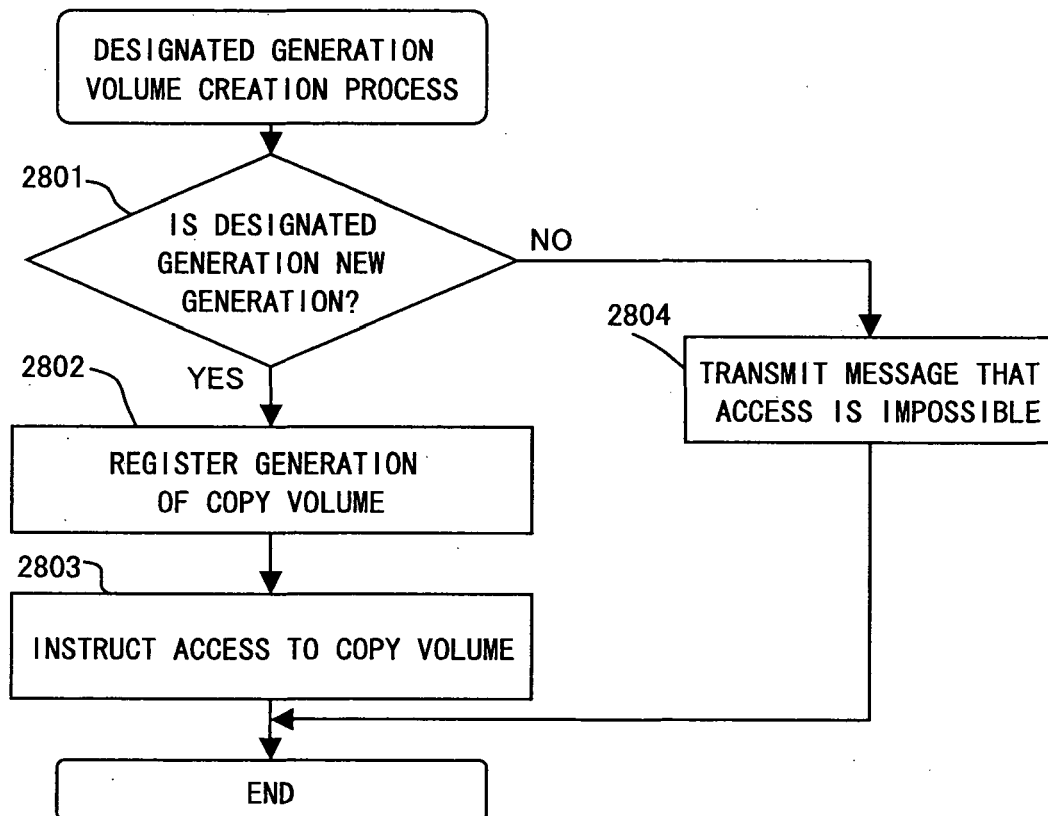 DESIGNATED GENERATION
VOLUME CREATION PROCESS
2801
IS DESIGNATED
GENERATION NEW
GENERATION?
NO
YES
2804
TRANSMIT MESSAGE THAT
ACCESS IS IMPOSSIBLE
2802
REGISTER GENERATION
OF COPY VOLUME
2803
INSTRUCT ACCESS TO COPY VOLUME
END